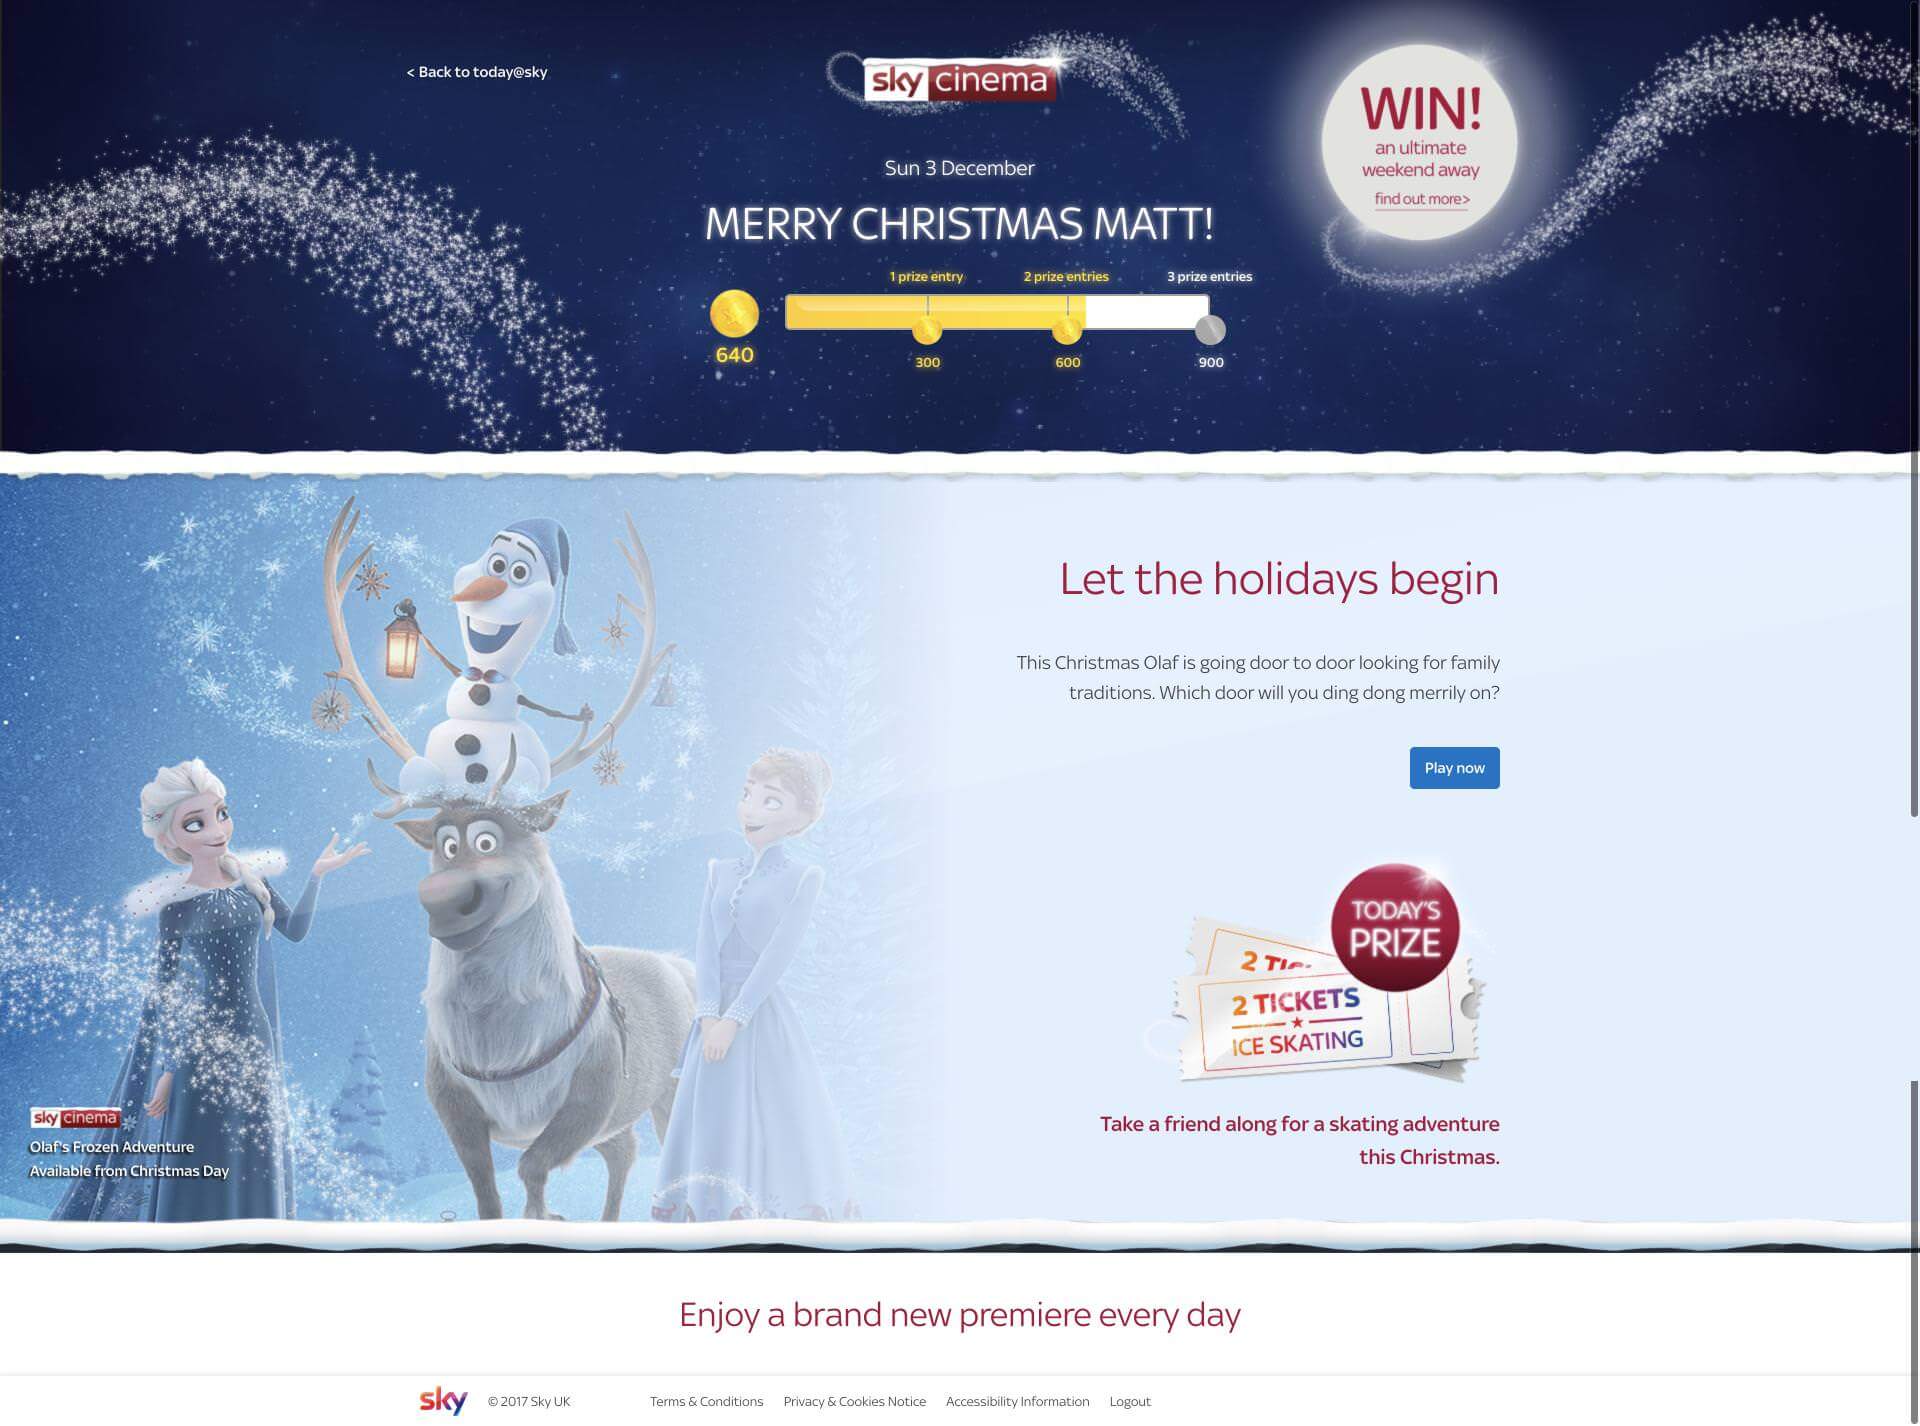 < Back to today@sky
sky cinema
WIN!
an ultimate
weekend away
find out more>
Sun 3 December
MERRY CHRISTMAS MATT!
1 prize entry
2 prize entries
3 prize entries
640
300
600
900
Let the holidays begin
This Christmas Olaf is going door to door looking for family
traditions. Which door will you ding dong merrily on?
Play now
TODAY'S
PRIZE
2 TIC
2 TICKETS
ICE SKATING
Take a friend along for a skating adventure
this Christmas.
sky cinema
Olaf's Frozen Adventure
Available from Christmas Day
Enjoy a brand new premiere every day
sky
© 2017 Sky UK
Terms & Conditions
Privacy & Cookies Notice
Accessibility Information
Logout